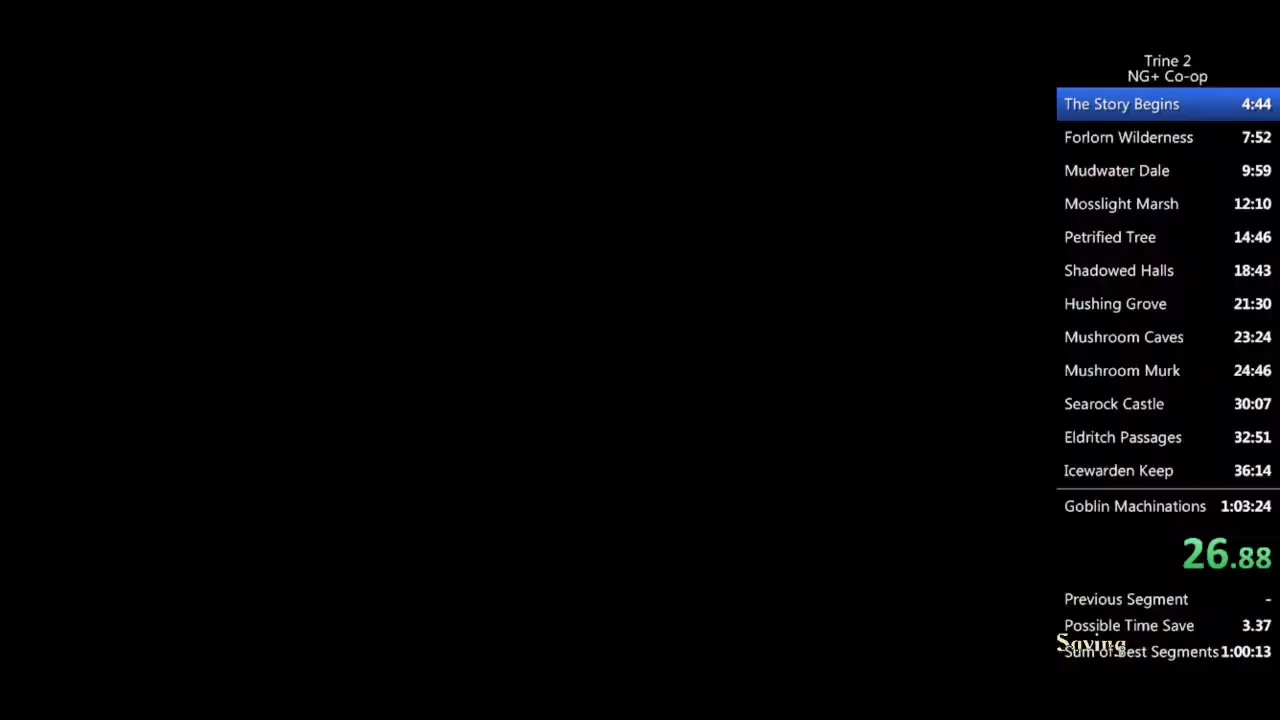 Trine 2
NG+ Co-op
The Story Begins 4:44
Forlorn Wilderness 7:52
Mudwater Dale 9:59
Mosslight Marsh 12:10
Petrified Tree 14:46
Shadowed Halls 18:43
Hushing Grove 21:30
Mushroom Caves 23:24
Mushroom Murk 24:46
Searock Castle 30:07
Eldritch Passages 32:51
Icewarden Keep 36:14
Goblin Machinations 1:03:24
26.88
Previous Segment -
Possible Time Save 3.37
Saving
Sum of Best Segments 1:00:13